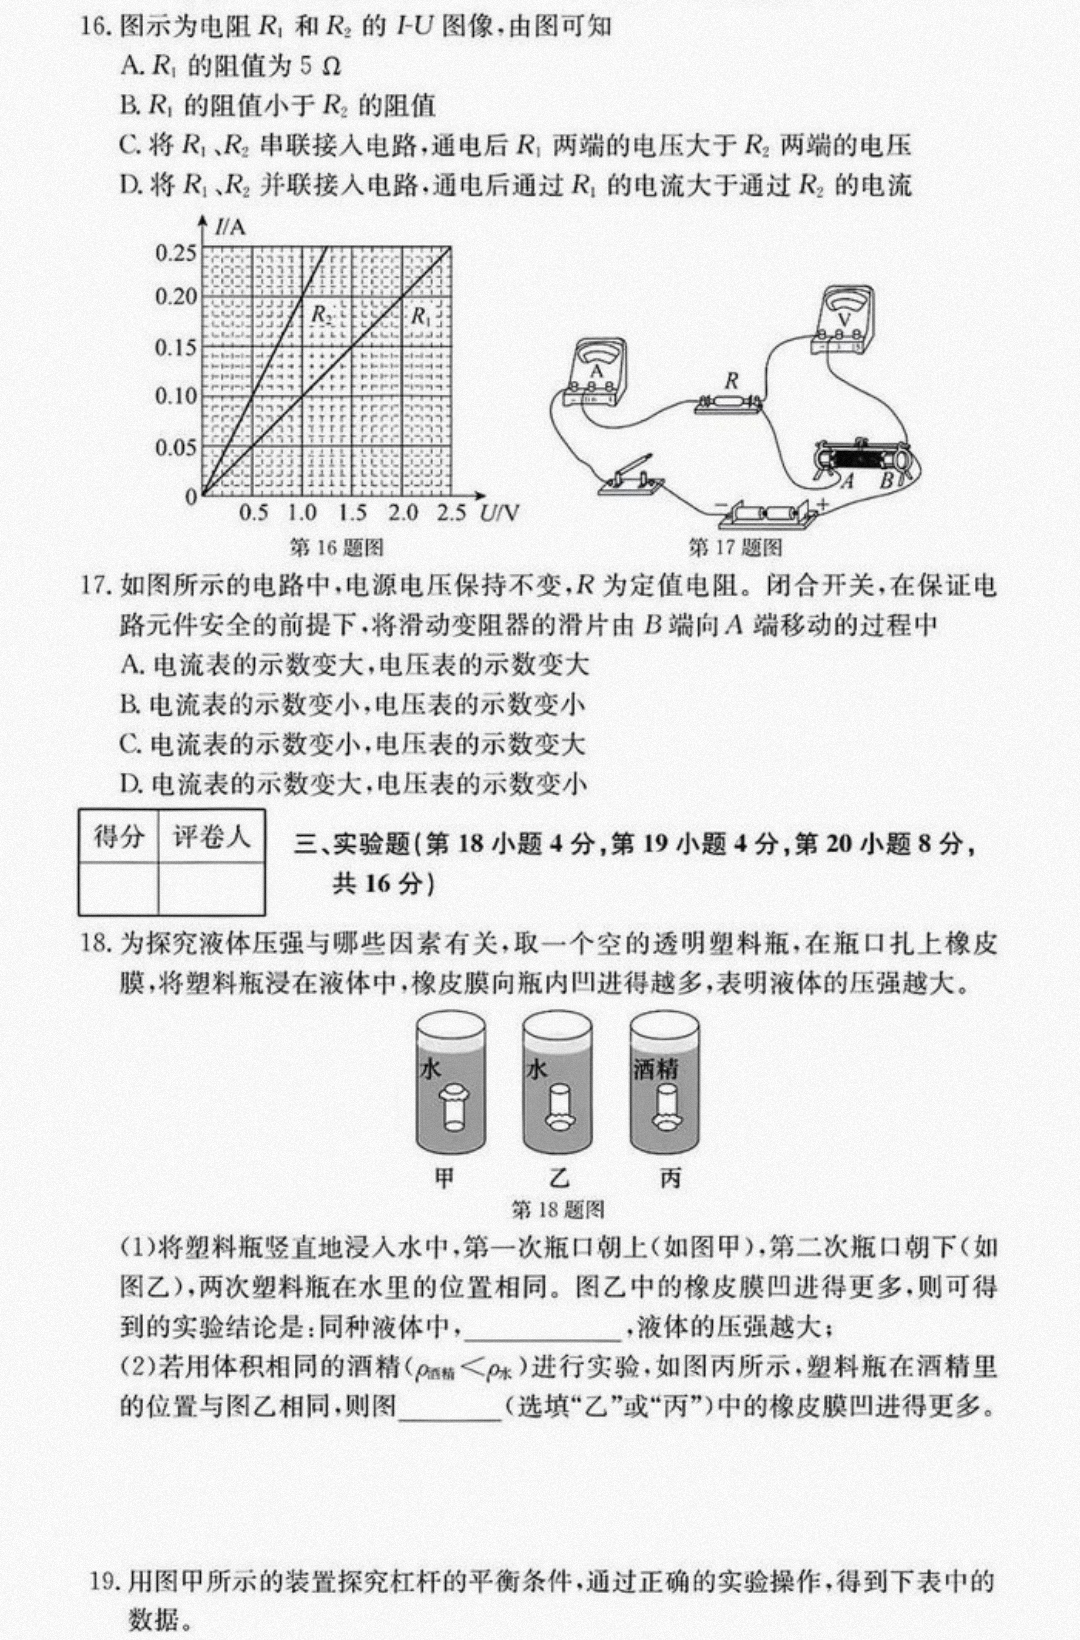 16. 图示为电阻 R₁ 和 R₂ 的 I-U 图像,由图可知
A. R₁ 的阻值为 5 Ω
B. R₁ 的阻值小于 R₂ 的阻值
C. 将 R₁、R₂ 串联接入电路,通电后 R₁ 两端的电压大于 R₂ 两端的电压
D. 将 R₁、R₂ 并联接入电路,通电后通过 R₁ 的电流大于通过 R₂ 的电流
I/A
0.25
0.20
0.15
0.10
0.05
0
R₂
R₁
0.5 1.0 1.5 2.0 2.5 U/V
第 16 题图
A
R
V
A B
− +
第 17 题图
17. 如图所示的电路中,电源电压保持不变,R 为定值电阻。闭合开关,在保证电
路元件安全的前提下,将滑动变阻器的滑片由 B 端向 A 端移动的过程中
A. 电流表的示数变大,电压表的示数变大
B. 电流表的示数变小,电压表的示数变小
C. 电流表的示数变小,电压表的示数变大
D. 电流表的示数变大,电压表的示数变小
得分 评卷人
三、实验题(第 18 小题 4 分,第 19 小题 4 分,第 20 小题 8 分,
共 16 分)
18. 为探究液体压强与哪些因素有关,取一个空的透明塑料瓶,在瓶口扎上橡皮
膜,将塑料瓶浸在液体中,橡皮膜向瓶内凹进得越多,表明液体的压强越大。
水 水 酒精
甲 乙 丙
第 18 题图
(1)将塑料瓶竖直地浸入水中,第一次瓶口朝上(如图甲),第二次瓶口朝下(如
图乙),两次塑料瓶在水里的位置相同。图乙中的橡皮膜凹进得更多,则可得
到的实验结论是:同种液体中,____________,液体的压强越大;
(2)若用体积相同的酒精(ρ酒精<ρ水)进行实验,如图丙所示,塑料瓶在酒精里
的位置与图乙相同,则图________(选填“乙”或“丙”)中的橡皮膜凹进得更多。
19. 用图甲所示的装置探究杠杆的平衡条件,通过正确的实验操作,得到下表中的
数据。